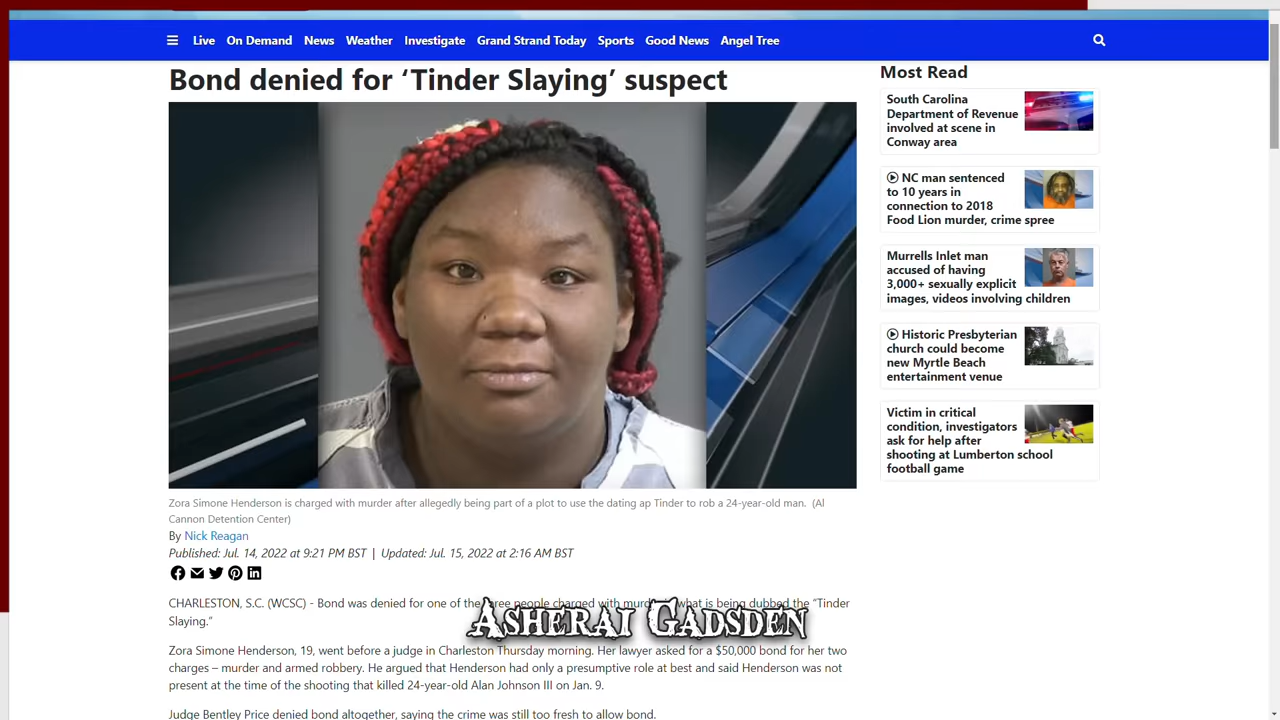 Live On Demand News Weather Investigate Grand Strand Today Sports Good News Angel Tree
Bond denied for ‘Tinder Slaying’ suspect
Zora Simone Henderson is charged with murder after allegedly being part of a plot to use the dating ap Tinder to rob a 24-year-old man. (Al
Cannon Detention Center)
By Nick Reagan
Published: Jul. 14, 2022 at 9:21 PM BST | Updated: Jul. 15, 2022 at 2:16 AM BST
CHARLESTON, S.C. (WCSC) - Bond was denied for one of the three people charged with what is being dubbed the “Tinder
Slaying.”
ASHERAI GADSDEN
Zora Simone Henderson, 19, went before a judge in Charleston Thursday morning. Her lawyer asked for a $50,000 bond for her two
charges – murder and armed robbery. He argued that Henderson had only a presumptive role at best and said Henderson was not
present at the time of the shooting that killed 24-year-old Alan Johnson III on Jan. 9.
Judge Bentley Price denied bond altogether, saying the crime was still too fresh to allow bond.
Most Read
South Carolina
Department of Revenue
involved at scene in
Conway area
NC man sentenced
to 10 years in
connection to 2018
Food Lion murder, crime spree
Murrells Inlet man
accused of having
3,000+ sexually explicit
images, videos involving children
Historic Presbyterian
church could become
new Myrtle Beach
entertainment venue
Victim in critical
condition, investigators
ask for help after
shooting at Lumberton school
football game